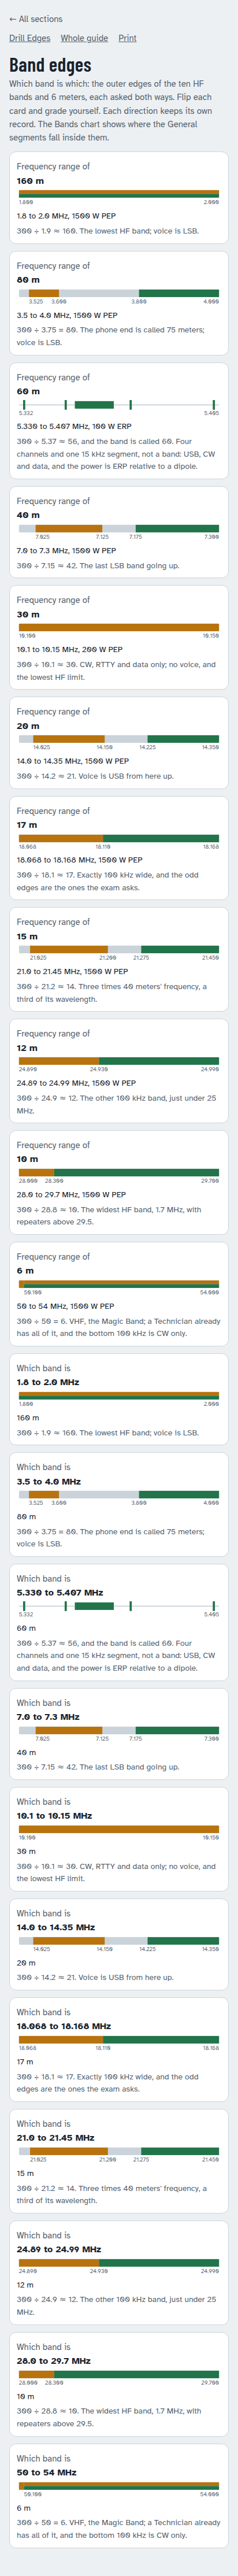 ← All sections
Drill Edges Whole guide Print
Band edges
Which band is which: the outer edges of the ten HF
bands and 6 meters, each asked both ways. Flip each
card and grade yourself. Each direction keeps its own
record. The Bands chart shows where the General
segments fall inside them.
Frequency range of
160 m
1.800 2.000
1.8 to 2.0 MHz, 1500 W PEP
300 ÷ 1.9 ≈ 160. The lowest HF band; voice is LSB.
Frequency range of
80 m
3.525 3.600 3.800 4.000
3.5 to 4.0 MHz, 1500 W PEP
300 ÷ 3.75 = 80. The phone end is called 75 meters;
voice is LSB.
Frequency range of
60 m
5.332 5.405
5.330 to 5.407 MHz, 100 W ERP
300 ÷ 5.37 ≈ 56, and the band is called 60. Four
channels and one 15 kHz segment, not a band: USB, CW
and data, and the power is ERP relative to a dipole.
Frequency range of
40 m
7.025 7.125 7.175 7.300
7.0 to 7.3 MHz, 1500 W PEP
300 ÷ 7.15 ≈ 42. The last LSB band going up.
Frequency range of
30 m
10.100 10.150
10.1 to 10.15 MHz, 200 W PEP
300 ÷ 10.1 ≈ 30. CW, RTTY and data only; no voice, and
the lowest HF limit.
Frequency range of
20 m
14.025 14.150 14.225 14.350
14.0 to 14.35 MHz, 1500 W PEP
300 ÷ 14.2 ≈ 21. Voice is USB from here up.
Frequency range of
17 m
18.068 18.110 18.168
18.068 to 18.168 MHz, 1500 W PEP
300 ÷ 18.1 ≈ 17. Exactly 100 kHz wide, and the odd
edges are the ones the exam asks.
Frequency range of
15 m
21.025 21.200 21.275 21.450
21.0 to 21.45 MHz, 1500 W PEP
300 ÷ 21.2 ≈ 14. Three times 40 meters' frequency, a
third of its wavelength.
Frequency range of
12 m
24.890 24.930 24.990
24.89 to 24.99 MHz, 1500 W PEP
300 ÷ 24.9 ≈ 12. The other 100 kHz band, just under 25
MHz.
Frequency range of
10 m
28.000 28.300 29.700
28.0 to 29.7 MHz, 1500 W PEP
300 ÷ 28.8 ≈ 10. The widest HF band, 1.7 MHz, with
repeaters above 29.5.
Frequency range of
6 m
50.100 54.000
50 to 54 MHz, 1500 W PEP
300 ÷ 50 = 6. VHF, the Magic Band; a Technician already
has all of it, and the bottom 100 kHz is CW only.
Which band is
1.8 to 2.0 MHz
1.800 2.000
160 m
300 ÷ 1.9 ≈ 160. The lowest HF band; voice is LSB.
Which band is
3.5 to 4.0 MHz
3.525 3.600 3.800 4.000
80 m
300 ÷ 3.75 = 80. The phone end is called 75 meters;
voice is LSB.
Which band is
5.330 to 5.407 MHz
5.332 5.405
60 m
300 ÷ 5.37 ≈ 56, and the band is called 60. Four
channels and one 15 kHz segment, not a band: USB, CW
and data, and the power is ERP relative to a dipole.
Which band is
7.0 to 7.3 MHz
7.025 7.125 7.175 7.300
40 m
300 ÷ 7.15 ≈ 42. The last LSB band going up.
Which band is
10.1 to 10.15 MHz
10.100 10.150
30 m
300 ÷ 10.1 ≈ 30. CW, RTTY and data only; no voice, and
the lowest HF limit.
Which band is
14.0 to 14.35 MHz
14.025 14.150 14.225 14.350
20 m
300 ÷ 14.2 ≈ 21. Voice is USB from here up.
Which band is
18.068 to 18.168 MHz
18.068 18.110 18.168
17 m
300 ÷ 18.1 ≈ 17. Exactly 100 kHz wide, and the odd
edges are the ones the exam asks.
Which band is
21.0 to 21.45 MHz
21.025 21.200 21.275 21.450
15 m
300 ÷ 21.2 ≈ 14. Three times 40 meters' frequency, a
third of its wavelength.
Which band is
24.89 to 24.99 MHz
24.890 24.930 24.990
12 m
300 ÷ 24.9 ≈ 12. The other 100 kHz band, just under 25
MHz.
Which band is
28.0 to 29.7 MHz
28.000 28.300 29.700
10 m
300 ÷ 28.8 ≈ 10. The widest HF band, 1.7 MHz, with
repeaters above 29.5.
Which band is
50 to 54 MHz
50.100 54.000
6 m
300 ÷ 50 = 6. VHF, the Magic Band; a Technician already
has all of it, and the bottom 100 kHz is CW only.